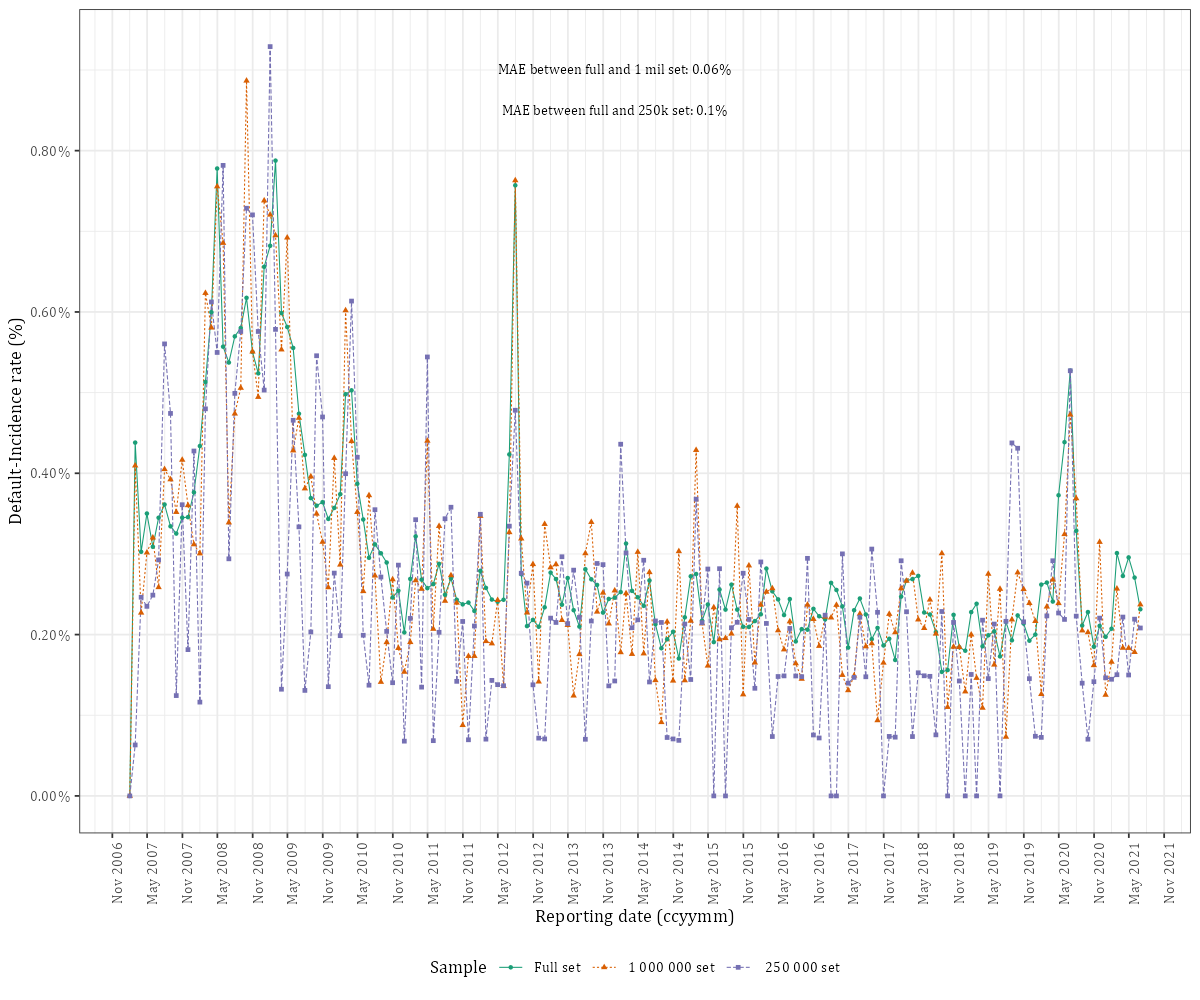 MAE between full and 1 mil set: 0.06%
MAE between full and 250k set: 0.1%
Default-Incidence rate (%)
0.80%
0.60%
0.40%
0.20%
0.00%
Nov 2006
May 2007
Nov 2007
May 2008
Nov 2008
May 2009
Nov 2009
May 2010
Nov 2010
May 2011
Nov 2011
May 2012
Nov 2012
May 2013
Nov 2013
May 2014
Nov 2014
May 2015
Nov 2015
May 2016
Nov 2016
May 2017
Nov 2017
May 2018
Nov 2018
May 2019
Nov 2019
May 2020
Nov 2020
May 2021
Nov 2021
Reporting date (ccyymm)
Sample Full set 1 000 000 set 250 000 set